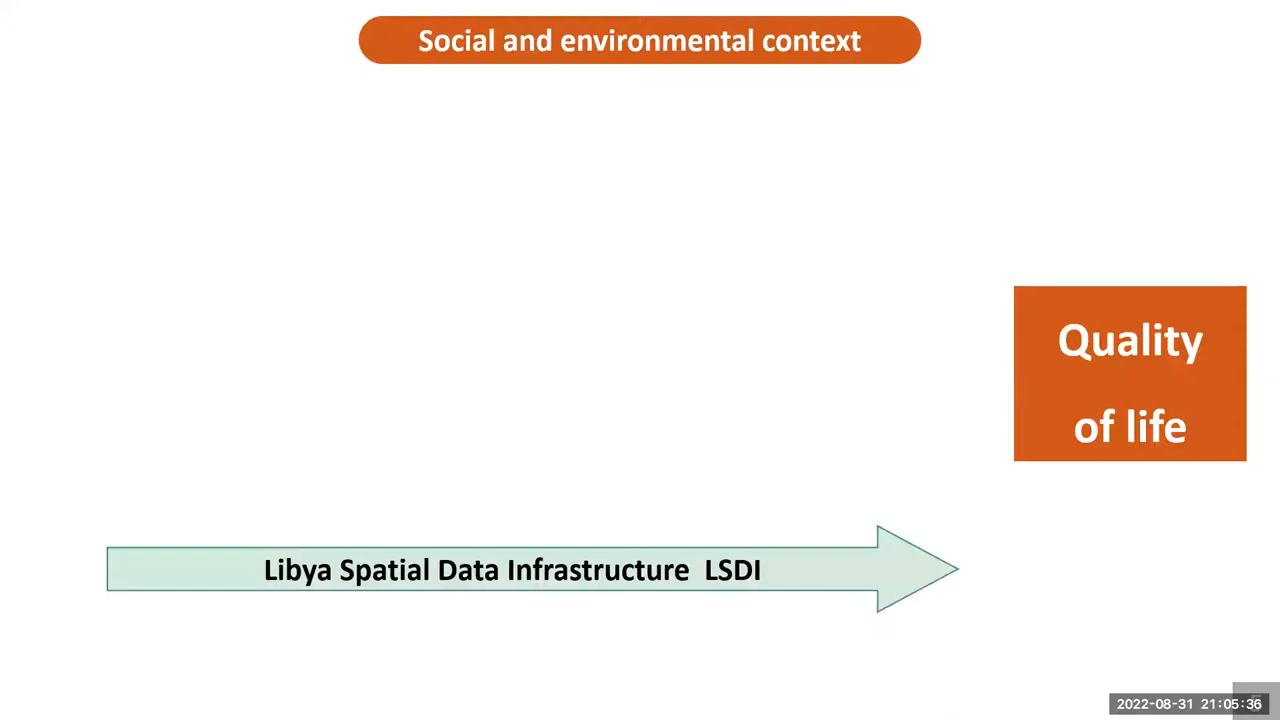 Social and environmental context
Quality
of life
Libya Spatial Data Infrastructure  LSDI
2022-08-31 21:05:36